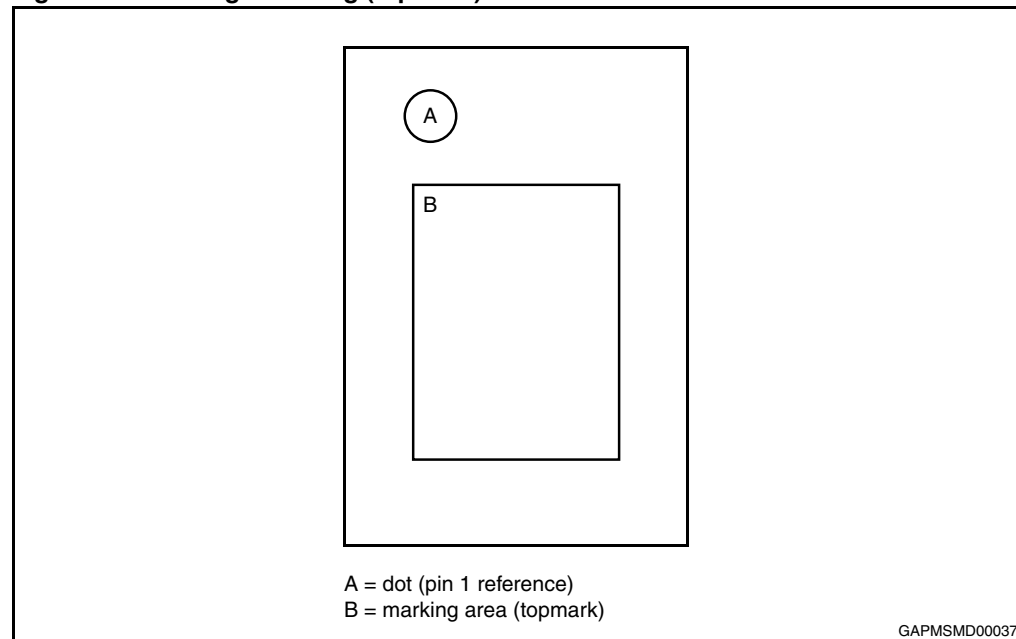 A
B
A = dot (pin 1 reference)
B = marking area (topmark)
GAPMSMD00037